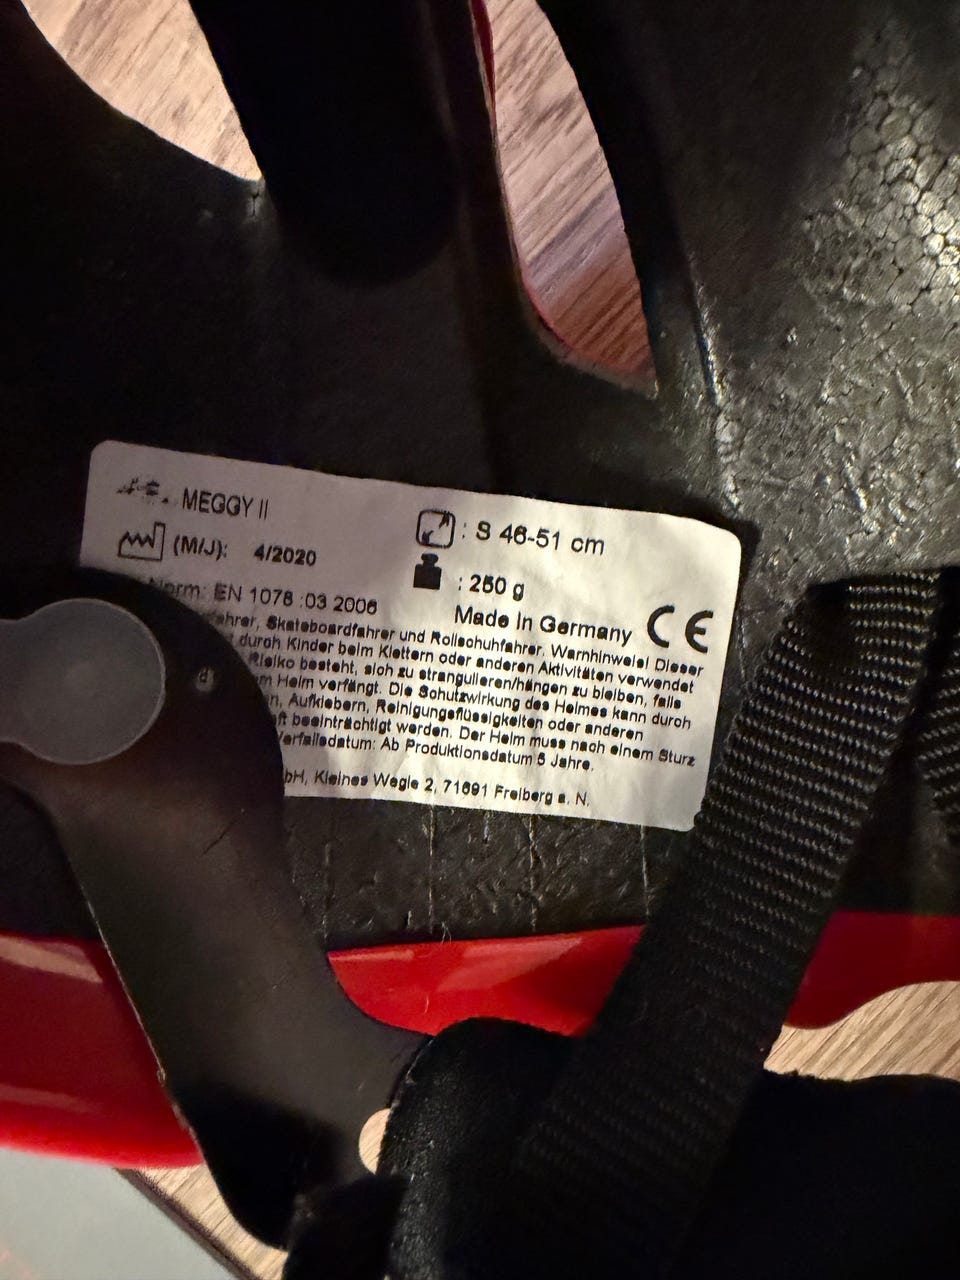 MEGGY II
: S 46-51 cm
(M/J): 4/2020
: 250 g
Norm: EN 1078 :03 2006
Made In Germany CE
Skateboardfahrer und Rollschuhfahrer. Warnhinweis! Dieser
durch Kinder beim Klettern oder anderen Aktivitäten verwendet
Risiko besteht, sich zu strangulieren/hängen zu bleiben, falls
Helm verfängt. Die Schutzwirkung des Helmes kann durch
Aufklebern, Reinigungsflüssigkeiten oder anderen
beeinträchtigt werden. Der Helm muss nach einem Sturz
Verfallsdatum: Ab Produktionsdatum 5 Jahre.
Kleines Wegle 2, 71691 Freiberg a. N.